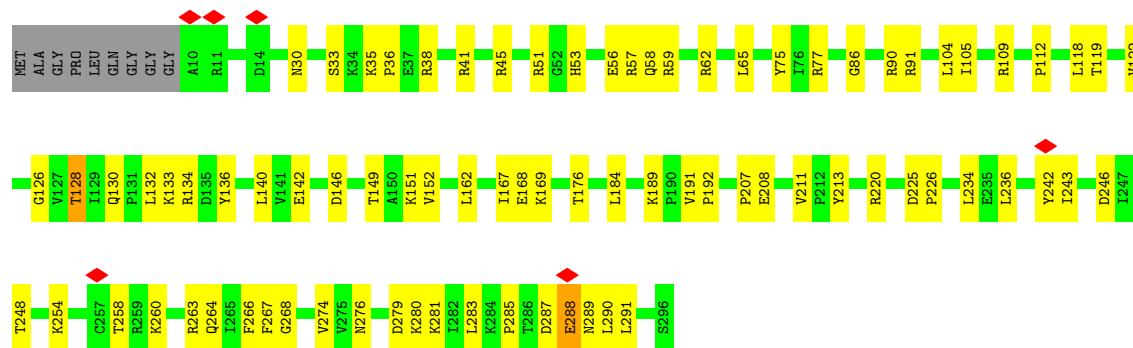 MET ALA GLY PRO LEU GLN GLY GLY GLY GLY A10 R11 D14 N30 S33 K34 K35 P36 E37 R38 R41 R45 R51 G52 H53 E56 R57 Q58 R59 R62 L65 Y75 I76 R77 G86 R90 R91 L104 I105 R109 P112 L118 T119
G126 V127 T128 I129 Q130 P131 L132 K133 R134 D135 Y136 L140 V141 E142 D146 T149 A150 K151 V152 L162 I167 E168 K169 T176 L184 K189 P190 V191 P192 P207 E208 V211 P212 Y213 R220 D225 P226 L234 E235 L236 Y242 I243 D246 I247
T248 K254 C257 T258 R259 K260 R263 Q264 I265 F266 F267 G268 V274 V275 N276 D279 K280 K281 I282 L283 K284 P285 T286 D287 E288 N289 L290 L291 S296